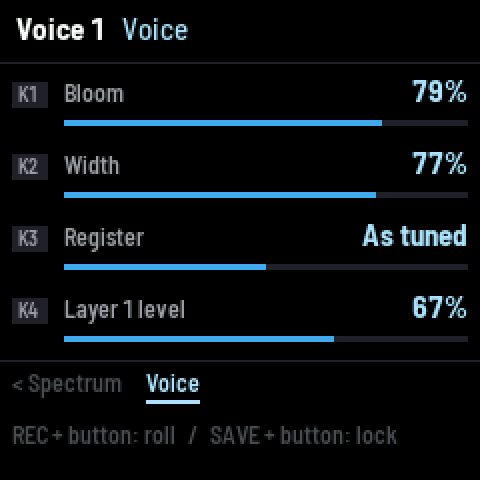 Voice 1 Voice
K1 Bloom 79%
K2 Width 77%
K3 Register As tuned
K4 Layer 1 level 67%
< Spectrum Voice
REC + button: roll / SAVE + button: lock